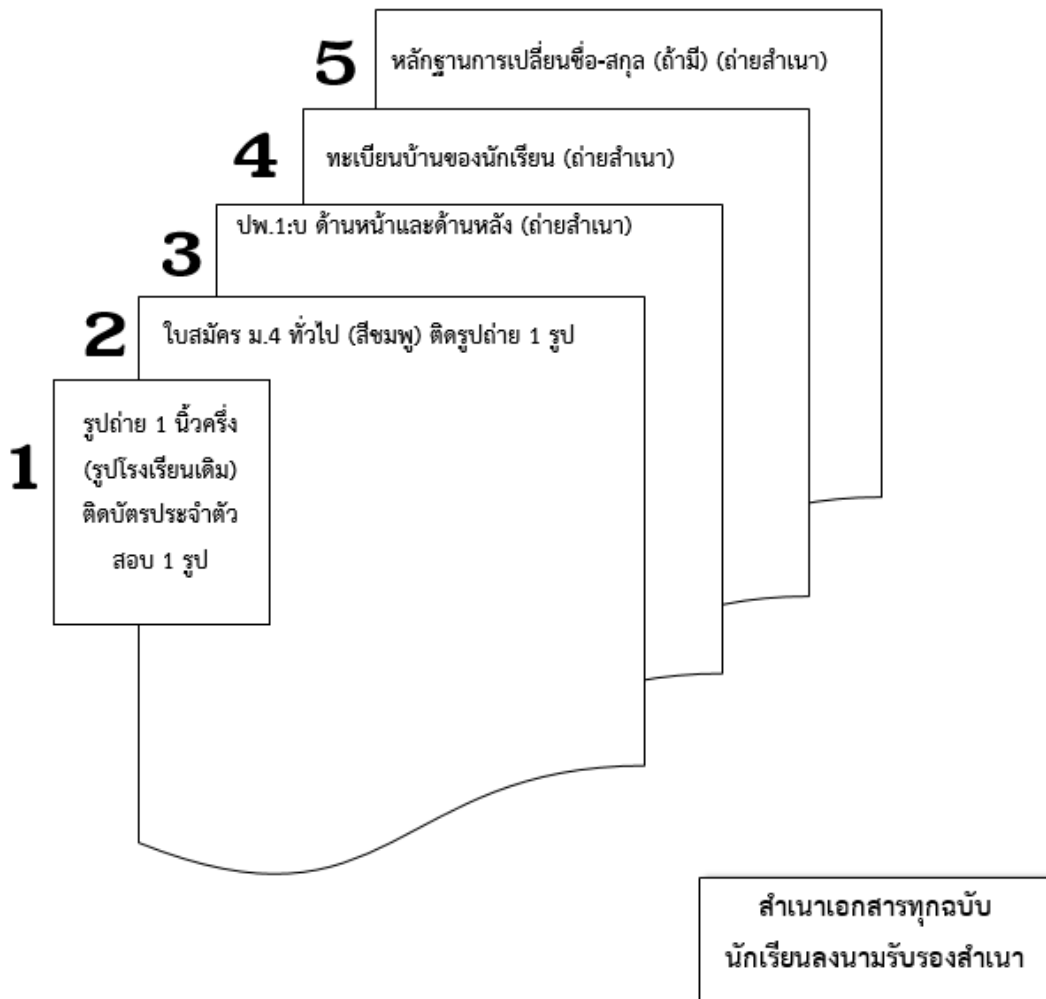 5 หลักฐานการเปลี่ยนชื่อ-สกุล (ถ้ามี) (ถ่ายสำเนา)
4 ทะเบียนบ้านของนักเรียน (ถ่ายสำเนา)
3 ปพ.1:บ ด้านหน้าและด้านหลัง (ถ่ายสำเนา)
2 ใบสมัคร ม.4 ทั่วไป (สีชมพู) ติดรูปถ่าย 1 รูป
1
รูปถ่าย 1 นิ้วครึ่ง
(รูปโรงเรียนเดิม)
ติดบัตรประจำตัว
สอบ 1 รูป
สำเนาเอกสารทุกฉบับ
นักเรียนลงนามรับรองสำเนา